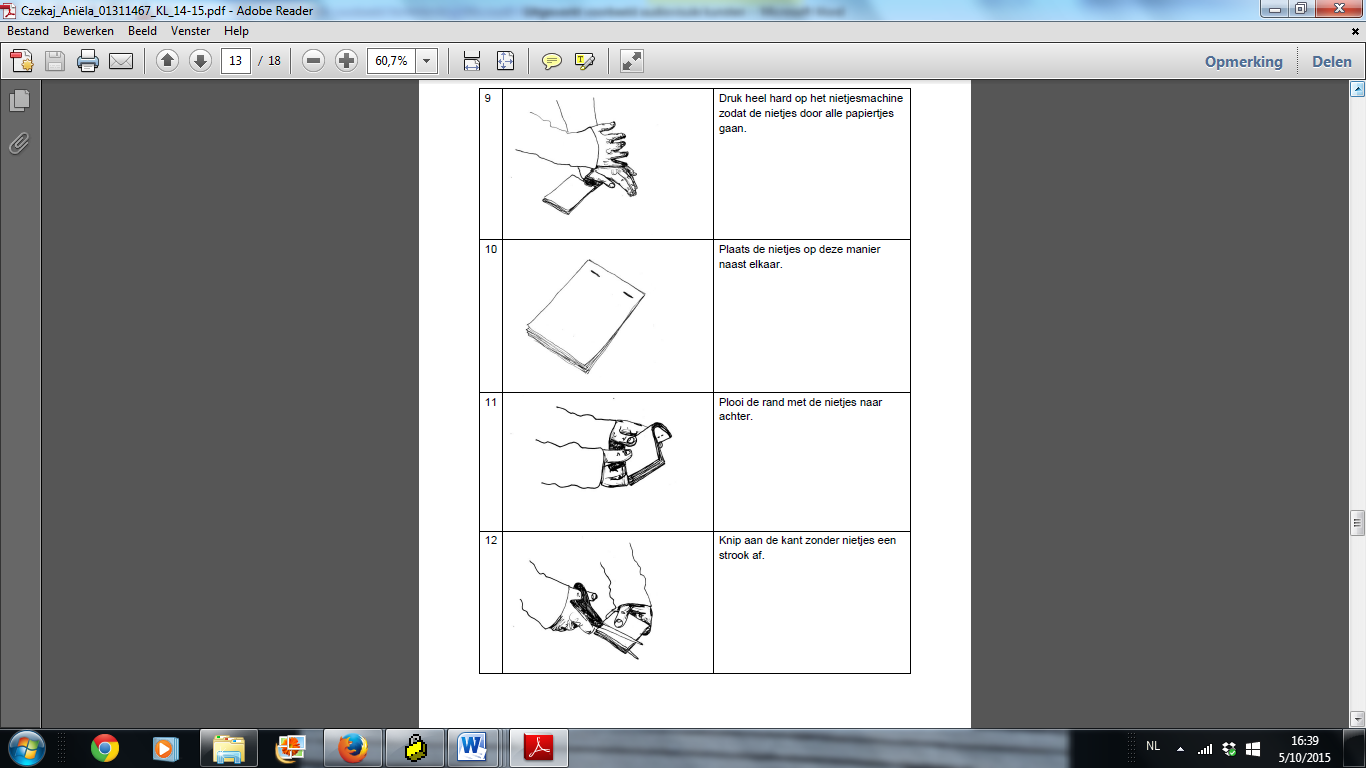 Czekaj_Aniëla_01311467_KL_14-15.pdf - Adobe Reader
Bestand Bewerken Beeld Venster Help
13 / 18 60,7% Opmerking Delen
9 Druk heel hard op het nietjesmachine
zodat de nietjes door alle papiertjes
gaan.
10 Plaats de nietjes op deze manier
naast elkaar.
11 Plooi de rand met de nietjes naar
achter.
12 Knip aan de kant zonder nietjes een
strook af.
NL 16:39
5/10/2015